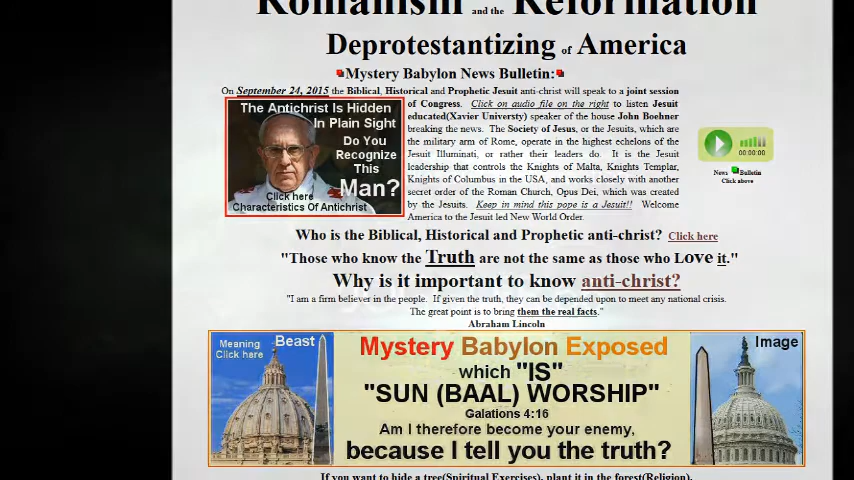 Romanism and the Reformation
Deprotestantizing of America
Mystery Babylon News Bulletin:
On September 24, 2015 the Biblical, Historical and Prophetic Jesuit anti-christ will speak to a joint session
of Congress. Click on audio file on the right to listen Jesuit
educated(Xavier Universty) speaker of the house John Boehner
breaking the news. The Society of Jesus, or the Jesuits, which are
the military arm of Rome, operate in the highest echelons of the
Jesuit Illuminati, or rather their leaders do. It is the Jesuit
leadership that controls the Knights of Malta, Knights Templar,
Knights of Columbus in the USA, and works closely with another
secret order of the Roman Church, Opus Dei, which was created
by the Jesuits. Keep in mind this pope is a Jesuit!! Welcome
America to the Jesuit led New World Order.
The Antichrist Is Hidden
In Plain Sight
Do You
Recognize
This
Man?
Click here
Characteristics Of Antichrist
00:00:00
News Bulletin
Click above
Who is the Biblical, Historical and Prophetic anti-christ? Click here
"Those who know the Truth are not the same as those who Love it."
Why is it important to know anti-christ?
"I am a firm believer in the people. If given the truth, they can be depended upon to meet any national crisis.
The great point is to bring them the real facts."
Abraham Lincoln
Meaning
Click here
Beast
Mystery Babylon Exposed
which "IS"
"SUN (BAAL) WORSHIP"
Galations 4:16
Am I therefore become your enemy,
because I tell you the truth?
Image
If you want to hide a tree(Spiritual Exercises), plant it in the forest(Religion).